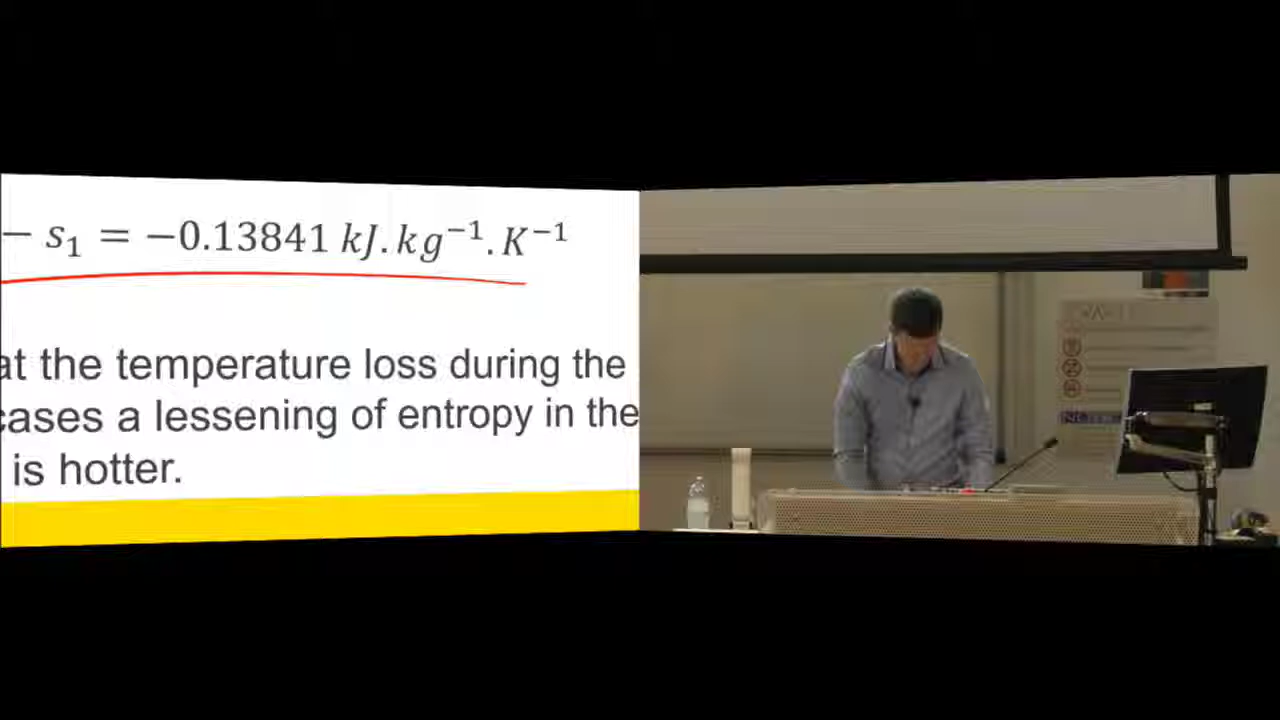 − s₁ = −0.13841 kJ.kg⁻¹.K⁻¹
at the temperature loss during the
cases a lessening of entropy in the
is hotter.